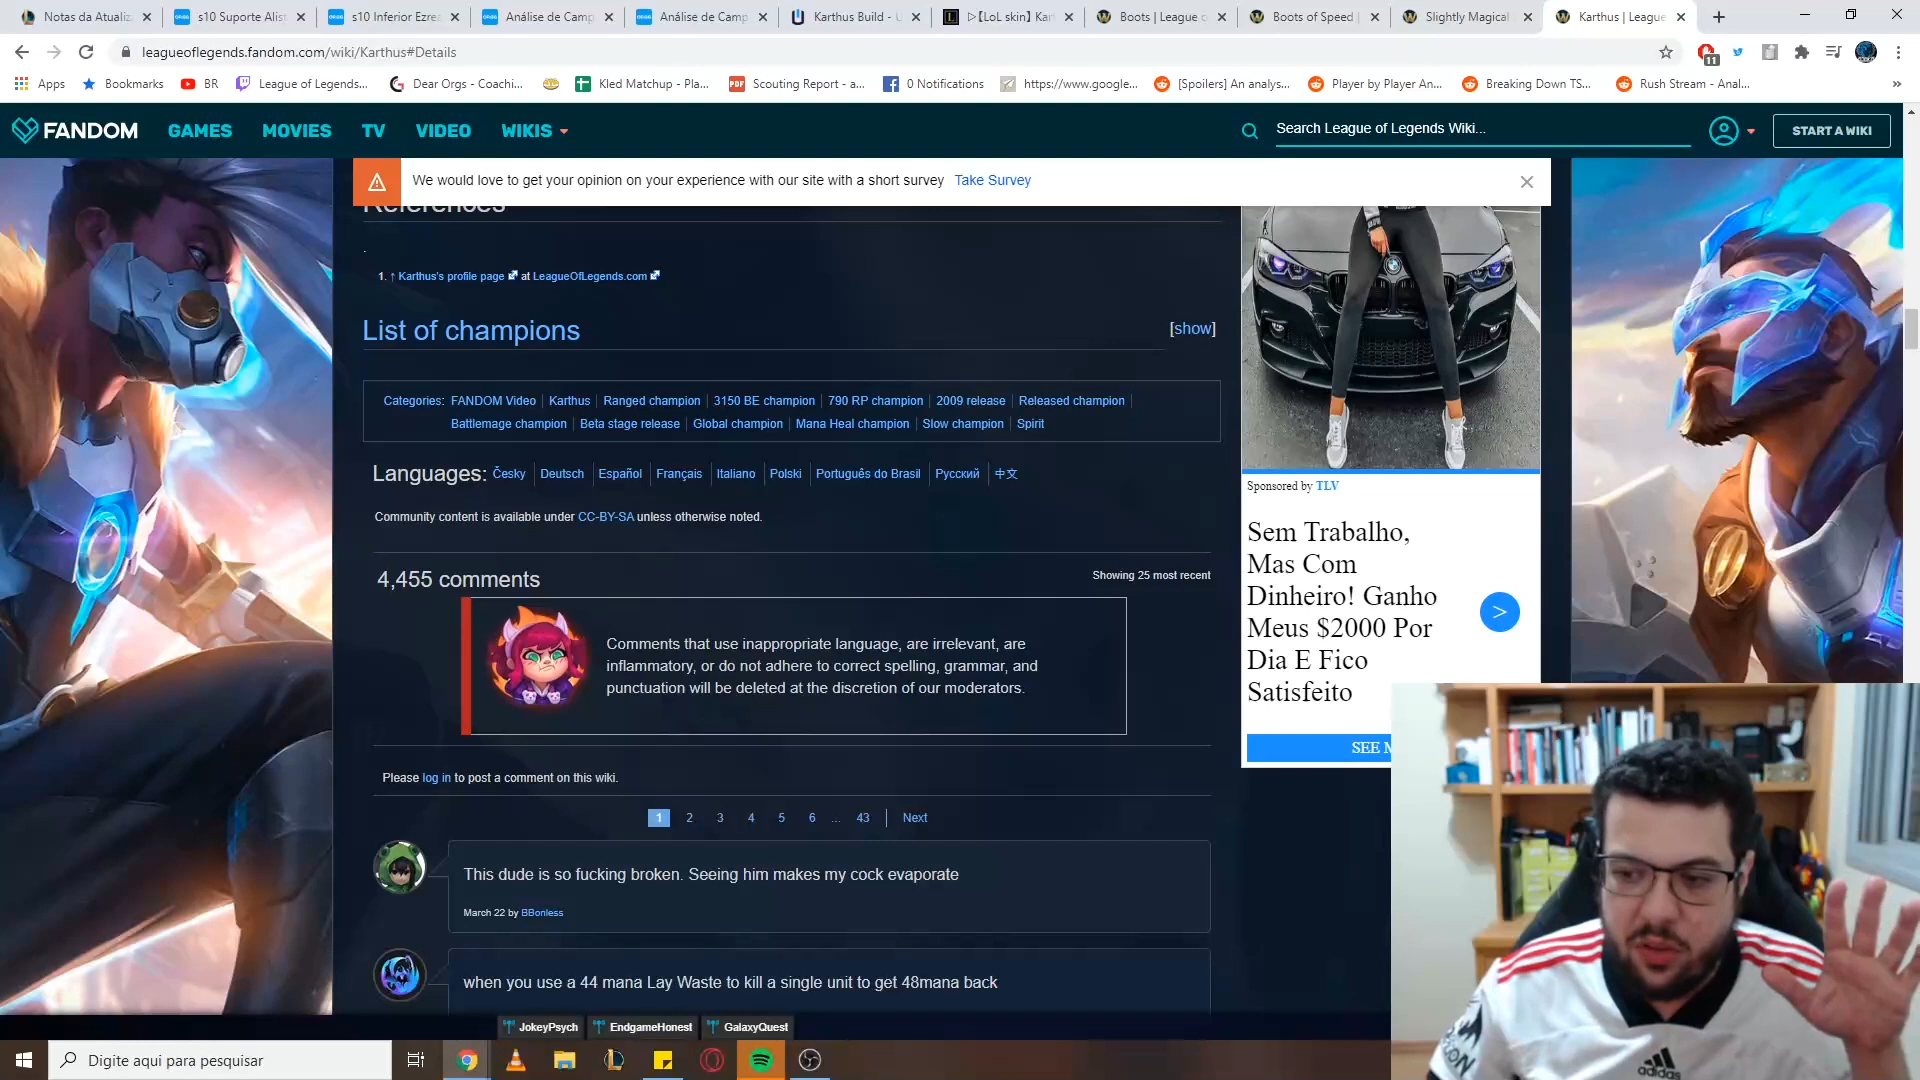 Notas da Atualiz
s10 Suporte Alist
s10 Inferior Ezrea
Análise de Camp
Análise de Camp
Karthus Build - L
▷【LoL skin】Kar
Boots | League o
Boots of Speed |
Slightly Magical
Karthus | League
leagueoflegends.fandom.com/wiki/Karthus#Details
11
Apps
Bookmarks
BR
League of Legends...
Dear Orgs - Coachi...
Kled Matchup - Pla...
PDF
Scouting Report - a...
0 Notifications
https://www.google...
[Spoilers] An analys...
Player by Player An...
Breaking Down TS...
Rush Stream - Anal...
»
FANDOM
GAMES
MOVIES
TV
VIDEO
WIKIS
Search League of Legends Wiki...
START A WIKI
We would love to get your opinion on your experience with our site with a short survey Take Survey
References
.
1. ↑ Karthus's profile page at LeagueOfLegends.com
List of champions
[show]
Categories: FANDOM Video | Karthus | Ranged champion | 3150 BE champion | 790 RP champion | 2009 release | Released champion |
Battlemage champion | Beta stage release | Global champion | Mana Heal champion | Slow champion | Spirit
Languages: Česky | Deutsch | Español | Français | Italiano | Polski | Português do Brasil | Русский | 中文
Community content is available under CC-BY-SA unless otherwise noted.
4,455 comments
Showing 25 most recent
Comments that use inappropriate language, are irrelevant, are
inflammatory, or do not adhere to correct spelling, grammar, and
punctuation will be deleted at the discretion of our moderators.
Please log in to post a comment on this wiki.
1 2 3 4 5 6 ... 43 | Next
This dude is so fucking broken. Seeing him makes my cock evaporate
March 22 by BBonless
when you use a 44 mana Lay Waste to kill a single unit to get 48mana back
Sponsored by TLV
Sem Trabalho,
Mas Com
Dinheiro! Ganho
Meus $2000 Por
Dia E Fico
Satisfeito
>
SEE M
JokeyPsych
EndgameHonest
GalaxyQuest
Digite aqui para pesquisar
adidas